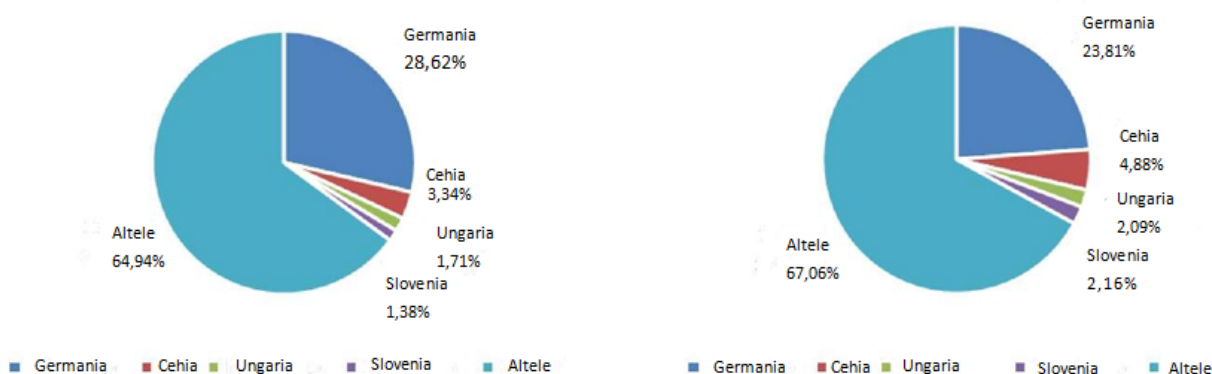 Germania
28,62%
Cehia
3,34%
Ungaria
1,71%
Slovenia
1,38%
Altele
64,94%
Germania Cehia Ungaria Slovenia Altele
Germania
23,81%
Cehia
4,88%
Ungaria
2,09%
Slovenia
2,16%
Altele
67,06%
Germania Cehia Ungaria Slovenia Altele